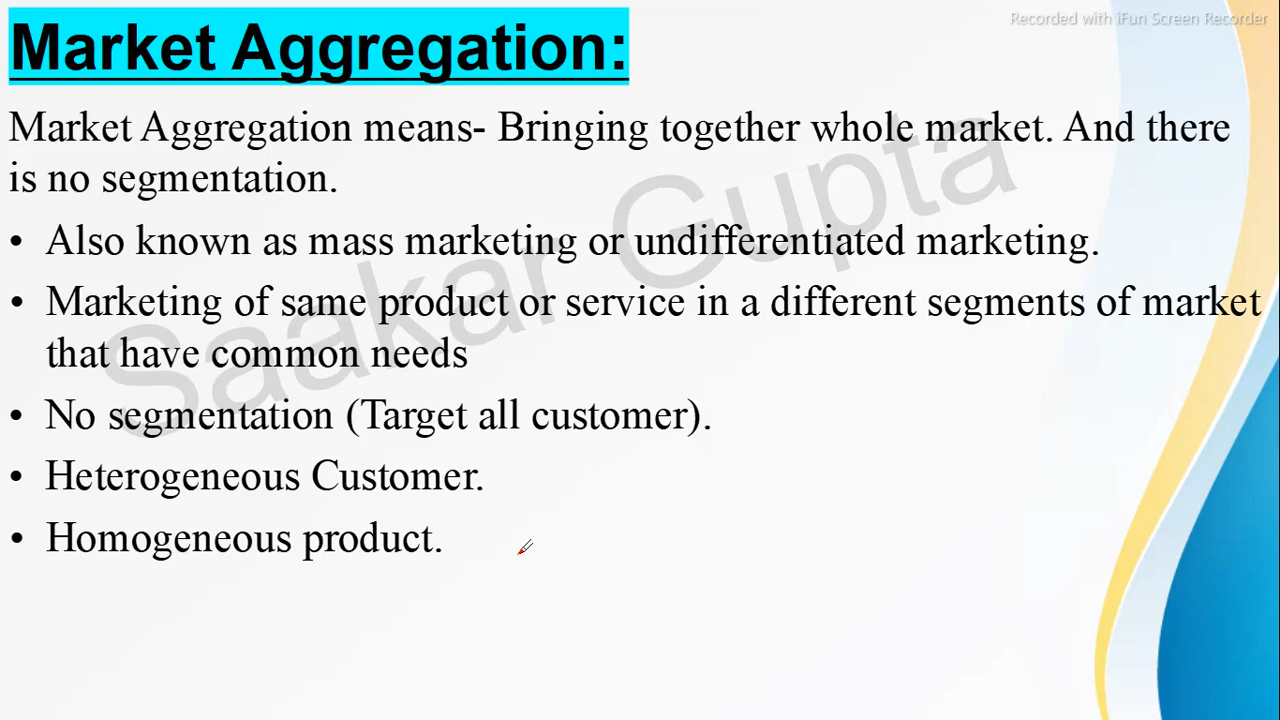 Recorded with iFun Screen Recorder
Market Aggregation:
Market Aggregation means- Bringing together whole market. And there
is no segmentation.
• Also known as mass marketing or undifferentiated marketing.
• Marketing of same product or service in a different segments of market
that have common needs
• No segmentation (Target all customer).
• Heterogeneous Customer.
• Homogeneous product.
Saakar Gupta